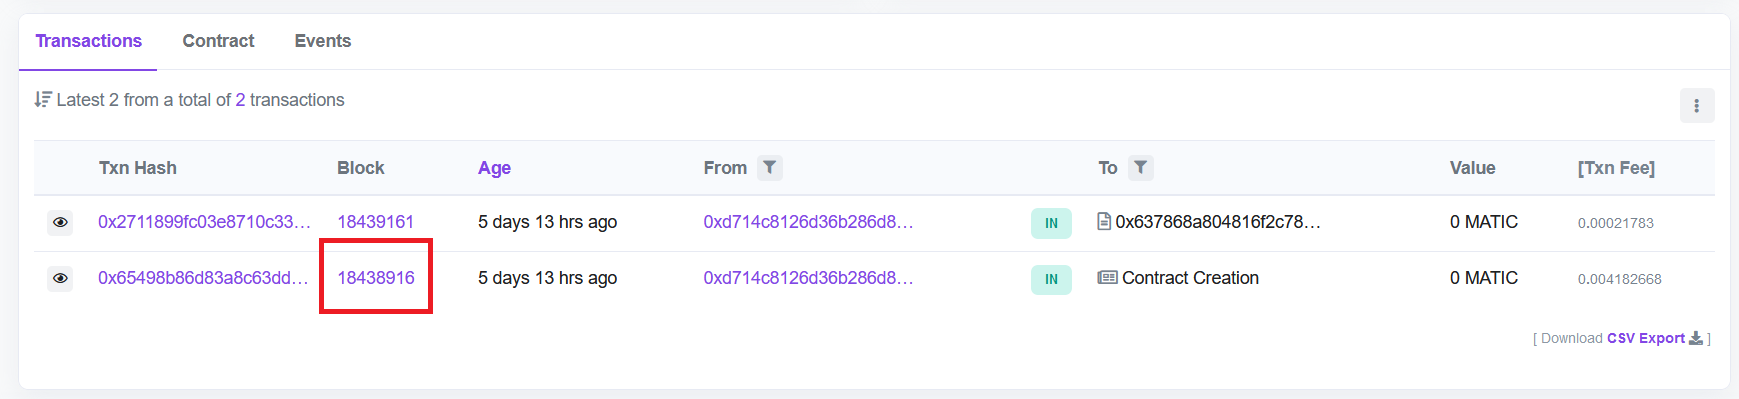 Transactions Contract Events
Latest 2 from a total of 2 transactions
Txn Hash Block Age From To Value [Txn Fee]
0x2711899fc03e8710c33... 18439161 5 days 13 hrs ago 0xd714c8126d36b286d8... IN 0x637868a804816f2c78... 0 MATIC 0.00021783
0x65498b86d83a8c63dd... 18438916 5 days 13 hrs ago 0xd714c8126d36b286d8... IN Contract Creation 0 MATIC 0.004182668
[ Download CSV Export ]